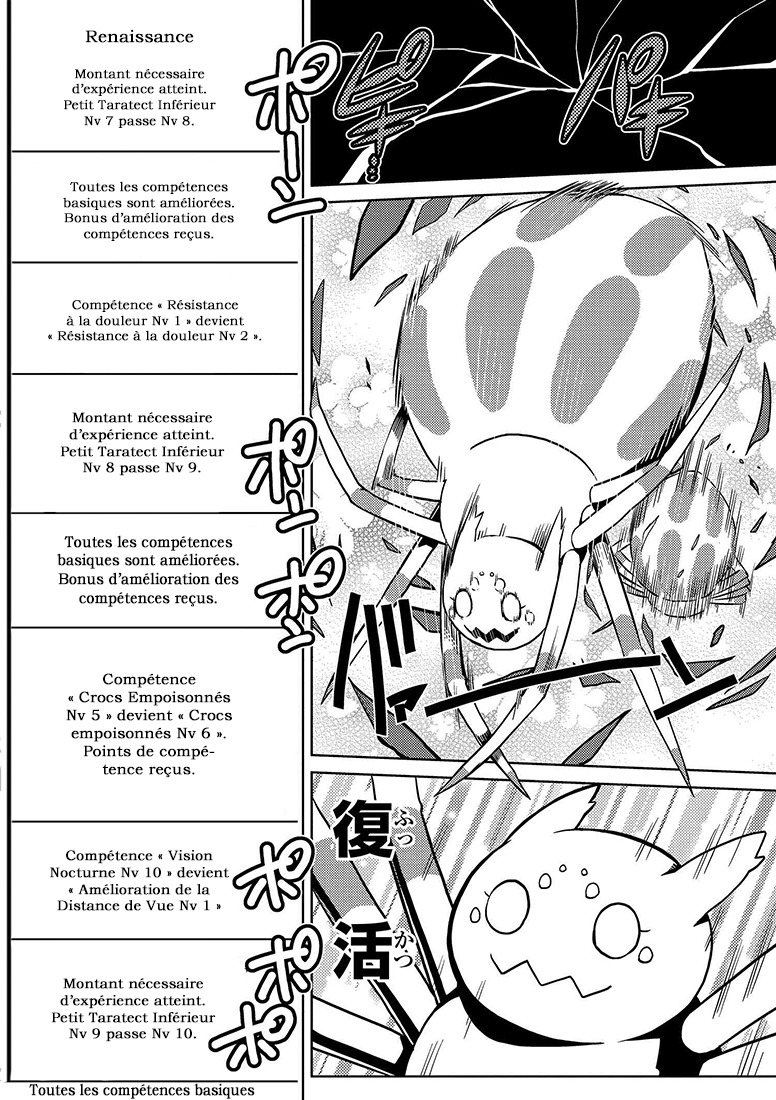 Renaissance
Montant nécessaire
d'expérience atteint.
Petit Taratect Inférieur
Nv 7 passe Nv 8.
ポーン
Toutes les compétences
basiques sont améliorées.
Bonus d'amélioration des
compétences reçus.
Compétence « Résistance
à la douleur Nv 1 » devient
« Résistance à la douleur Nv 2 ».
Montant nécessaire
d'expérience atteint.
Petit Taratect Inférieur
Nv 8 passe Nv 9.
ポーン
Toutes les compétences
basiques sont améliorées.
Bonus d'amélioration des
compétences reçus.
ポーン
Compétence
« Crocs Empoisonnés
Nv 5 » devient « Crocs
empoisonnés Nv 6 ».
Points de compé-
tence reçus.
Compétence « Vision
Nocturne Nv 10 » devient
« Amélioration de la
Distance de Vue Nv 1 »
ポポ
Montant nécessaire
d'expérience atteint.
Petit Taratect Inférieur
Nv 9 passe Nv 10.
ポポ
Toutes les compétences basiques
パキ
バァーン
復活
ふっかつ